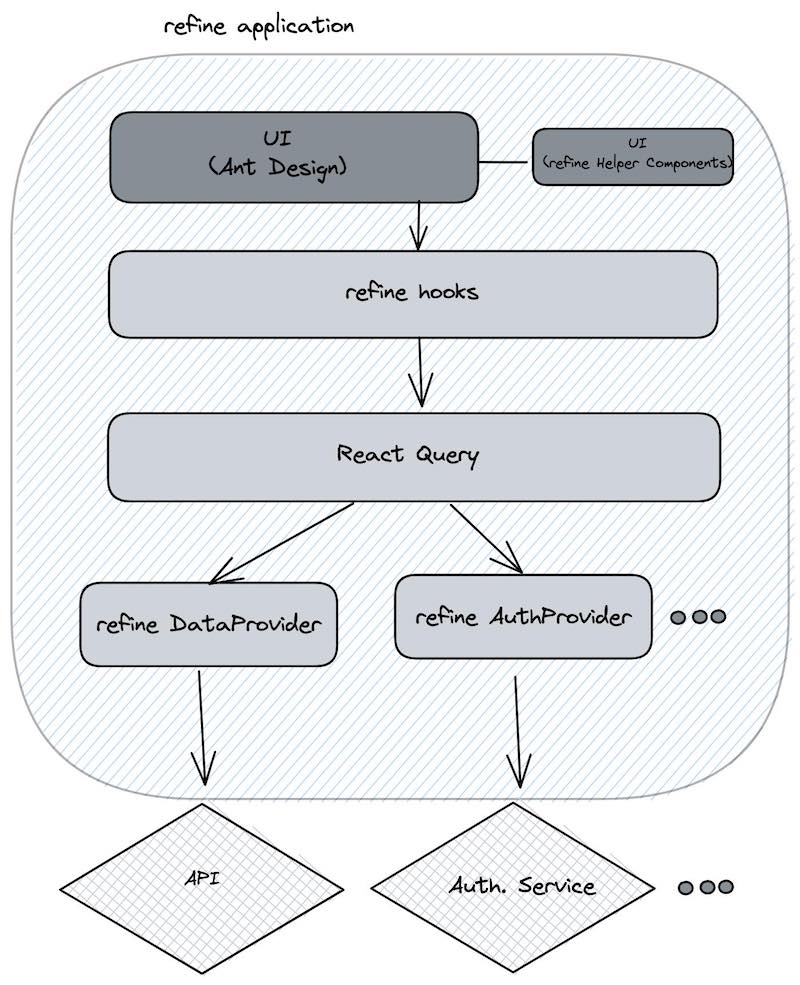 refine application
UI
(Ant Design)
UI
(refine Helper Components)
refine hooks
React Query
refine DataProvider
refine AuthProvider
API
Auth. Service